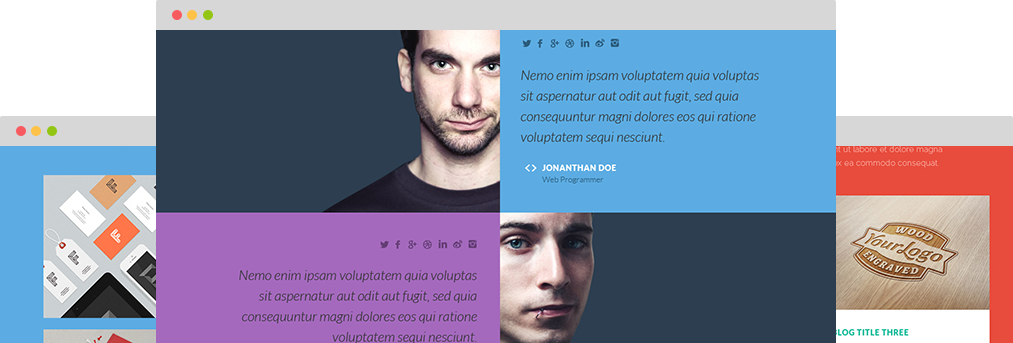 Nemo enim ipsam voluptatem quia voluptas
sit aspernatur aut odit aut fugit, sed quia
consequuntur magni dolores eos qui ratione
voluptatem sequi nesciunt.
JONANTHAN DOE
Web Programmer
Nemo enim ipsam voluptatem quia voluptas
sit aspernatur aut odit aut fugit, sed quia
consequuntur magni dolores eos qui ratione
voluptatem sequi nesciunt.
ut labore et dolore magna
ea commodo consequat
WOOD
YourLogo
ENGRAVED
BLOG TITLE THREE